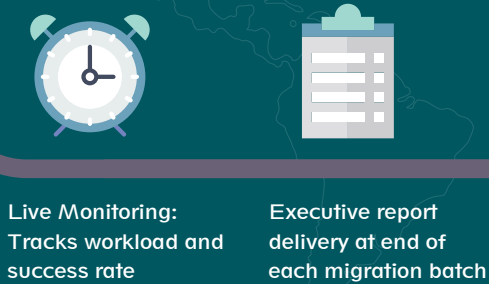 Live Monitoring:
Tracks workload and
success rate
Executive report
delivery at end of
each migration batch